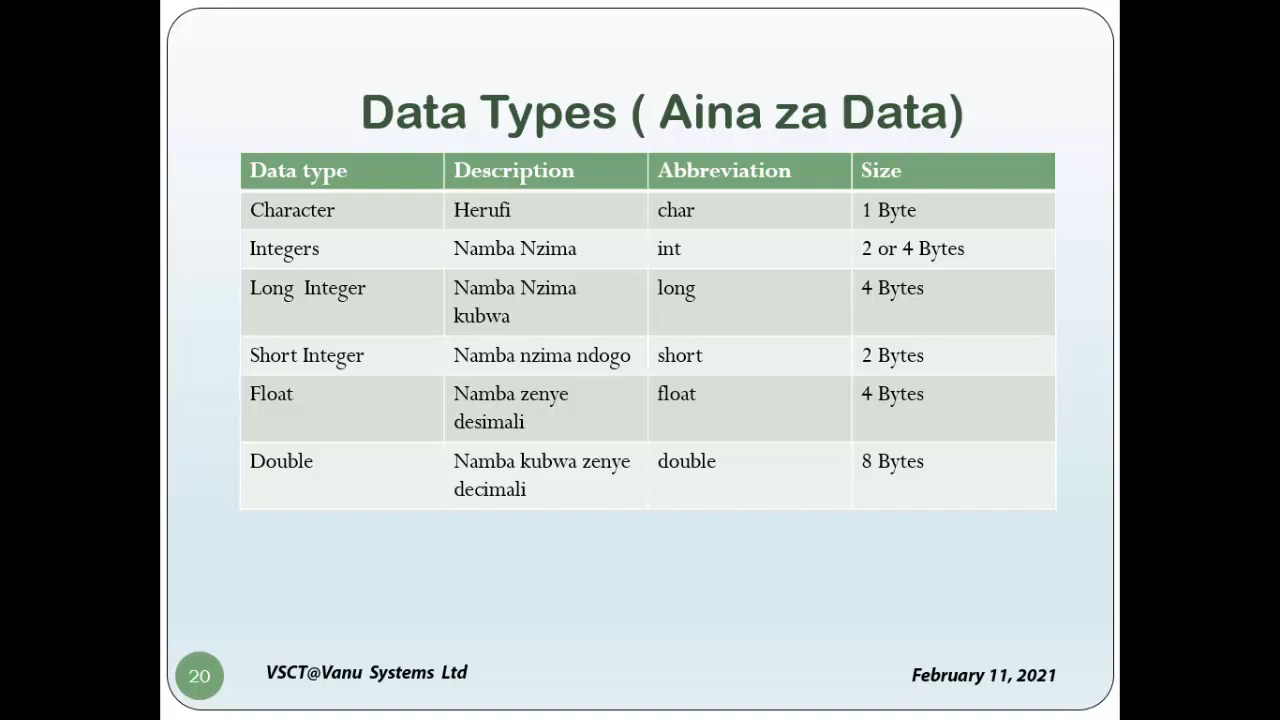 Data Types ( Aina za Data)
Data type Description Abbreviation Size
Character Herufi char 1 Byte
Integers Namba Nzima int 2 or 4 Bytes
Long Integer Namba Nzima long 4 Bytes
kubwa
Short Integer Namba nzima ndogo short 2 Bytes
Float Namba zenye float 4 Bytes
desimali
Double Namba kubwa zenye double 8 Bytes
decimali
20 VSCT@Vanu Systems Ltd February 11, 2021